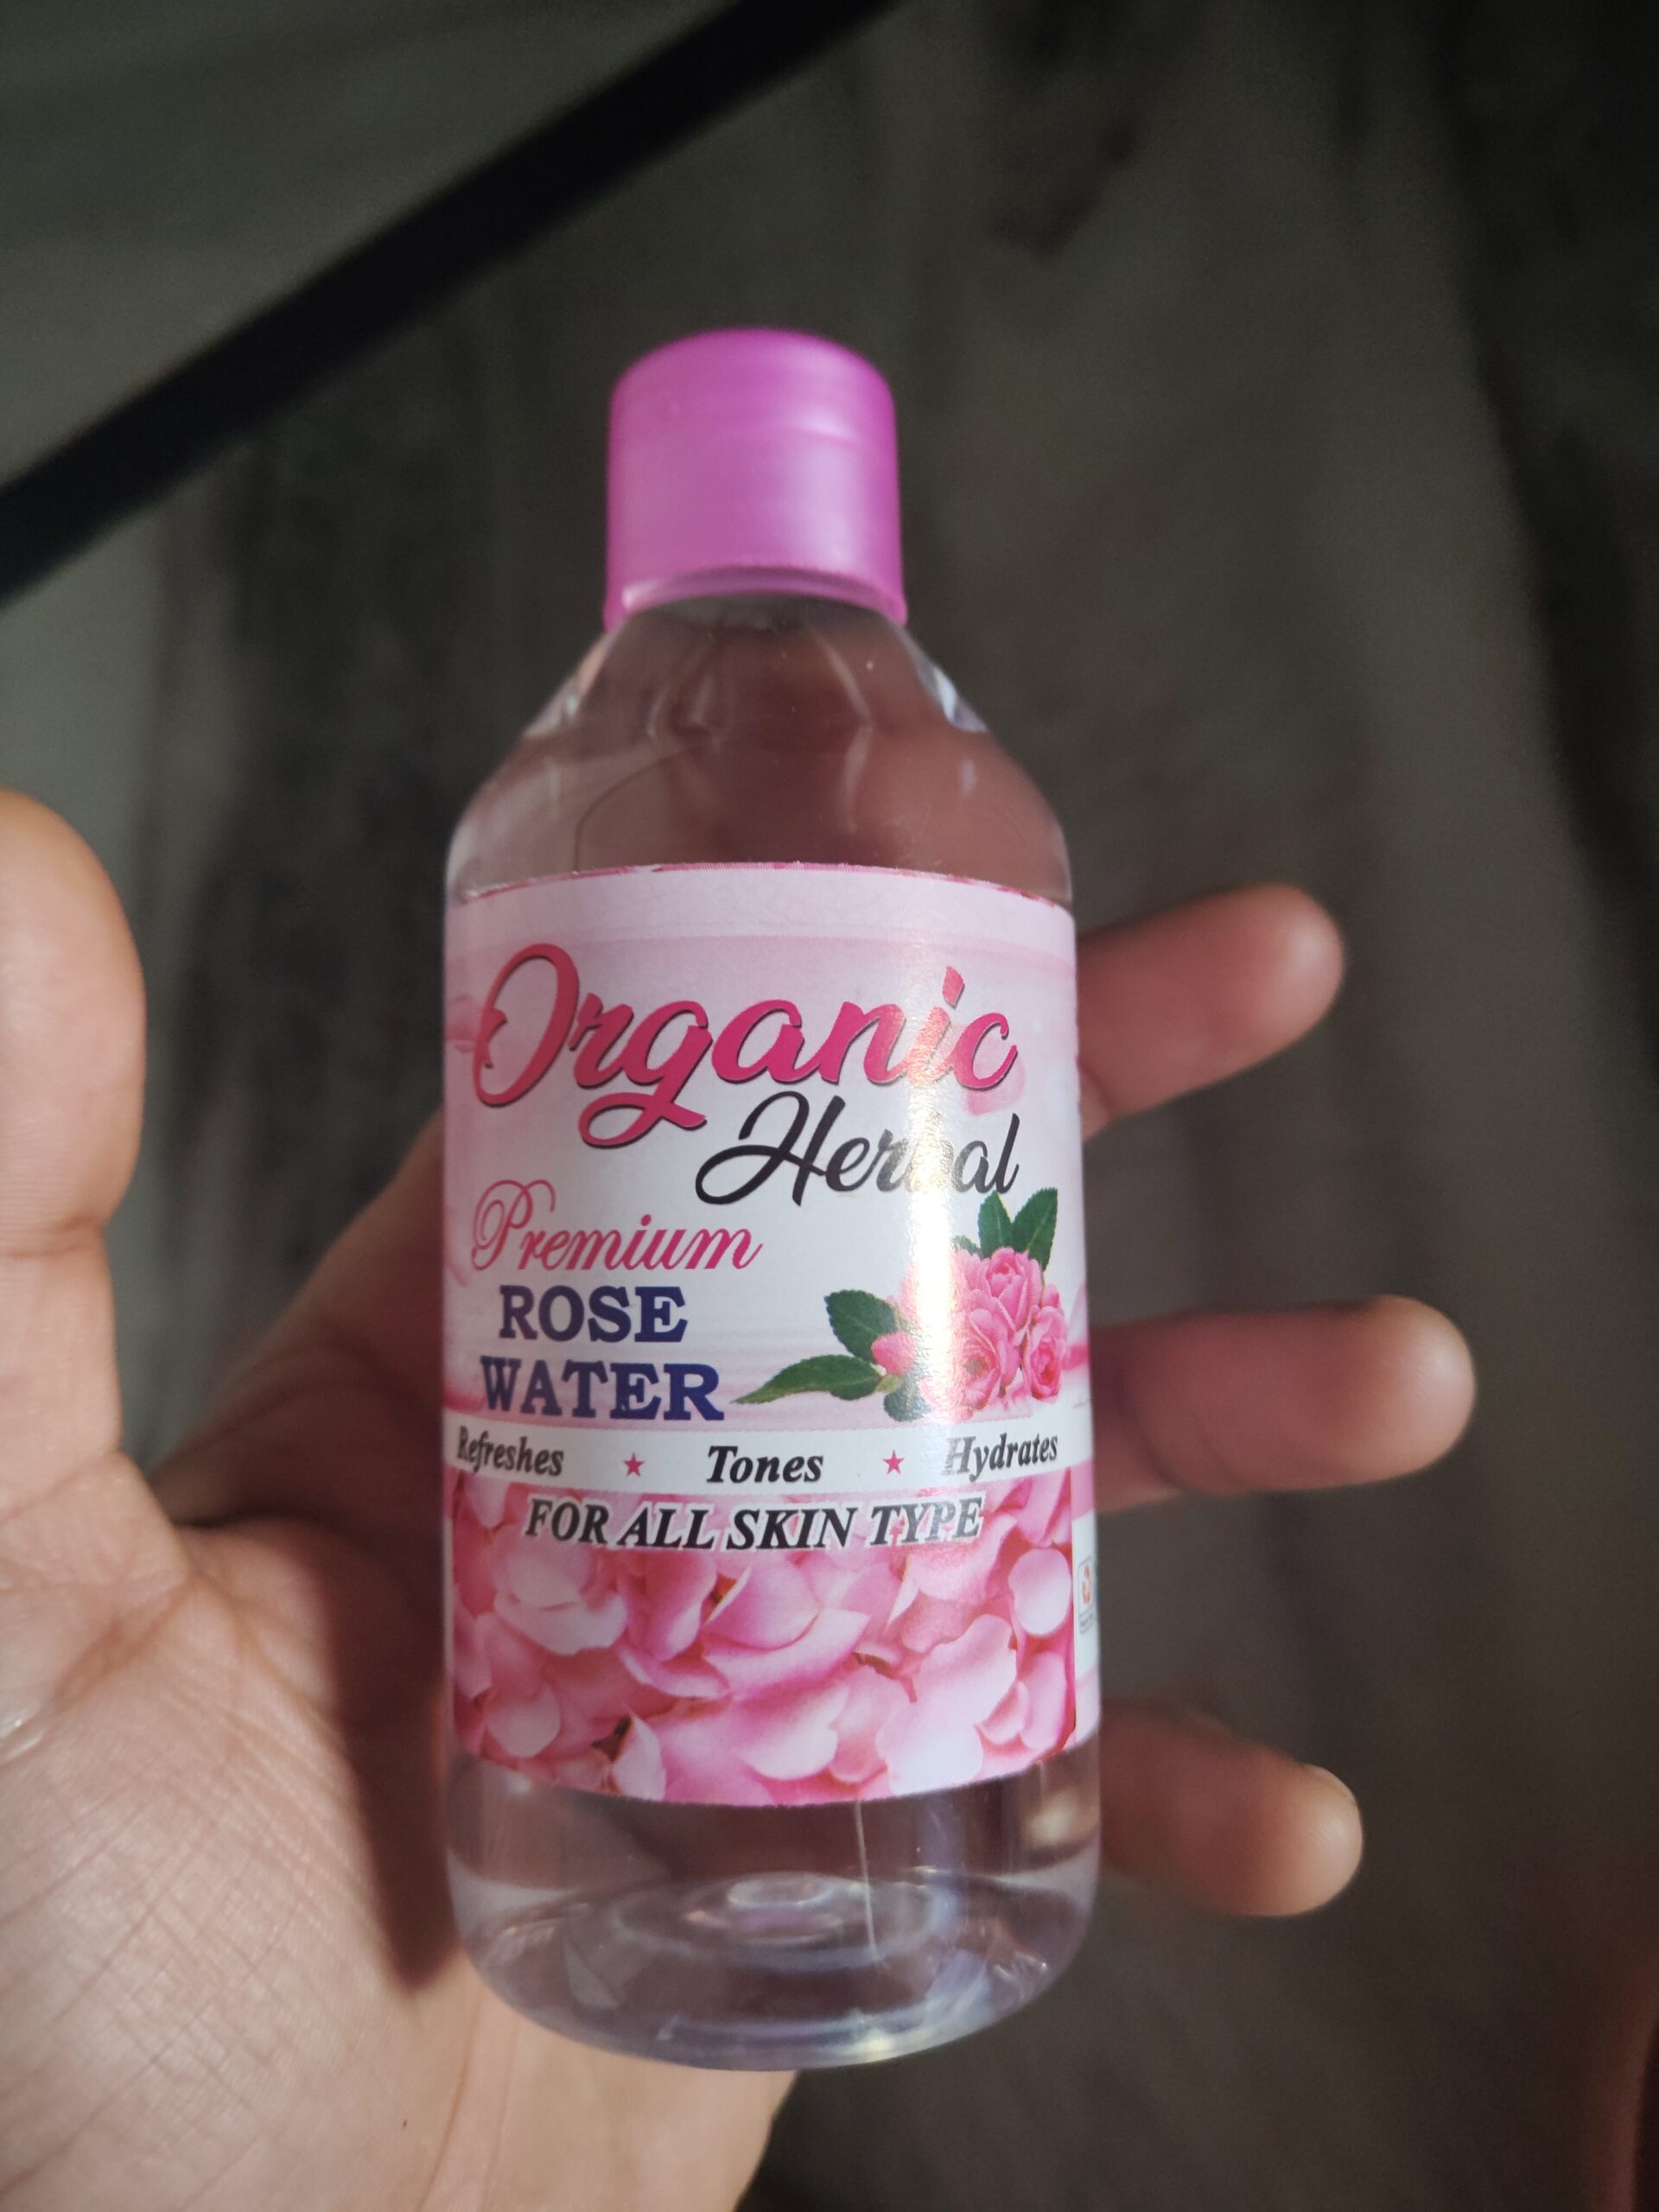 Organic
Herbal
Premium
ROSE
WATER
Refreshes ★ Tones ★ Hydrates
FOR ALL SKIN TYPE